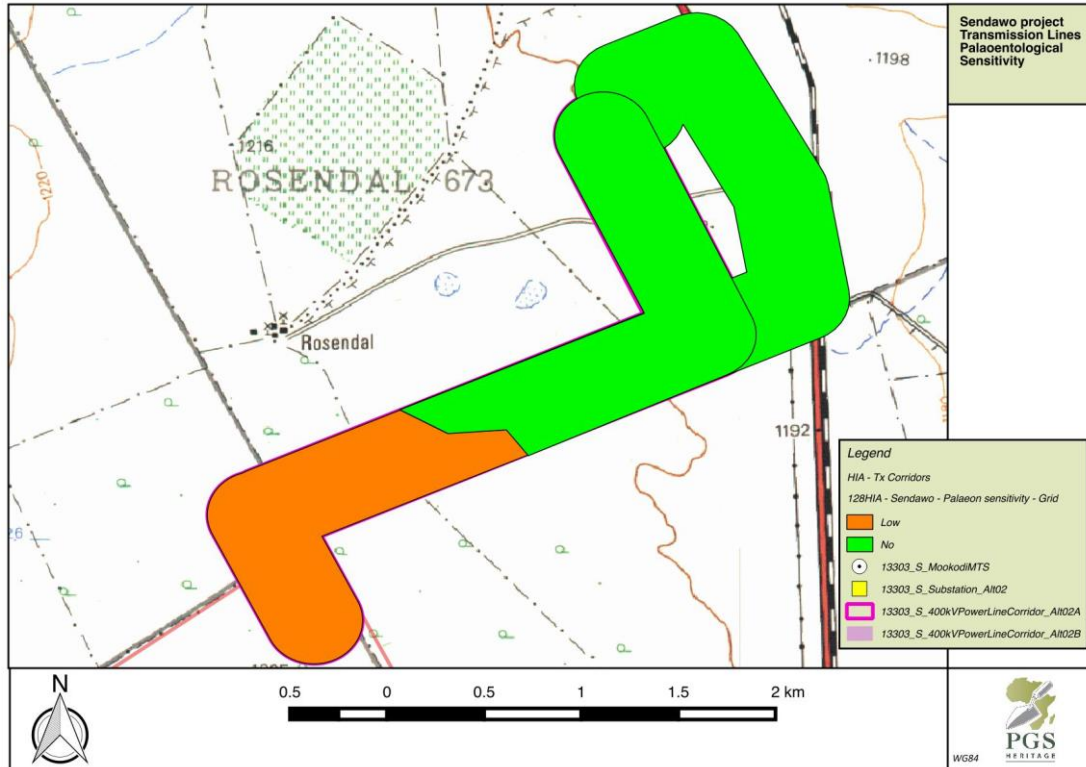 Sendawo project
Transmission Lines
Palaoentological
Sensitivity
1198
1216
ROSENDAL 673
1220
Rosendal
1192
1180
Legend
HIA - Tx Corridors
128HIA - Sendawo - Palaeon sensitivity - Grid
Low
No
13303_S_MookodiMTS
13303_S_Substation_Alt02
13303_S_400kVPowerLineCorridor_Alt02A
13303_S_400kVPowerLineCorridor_Alt02B
N
0.5 0 0.5 1 1.5 2 km
WG84
PGS
HERITAGE